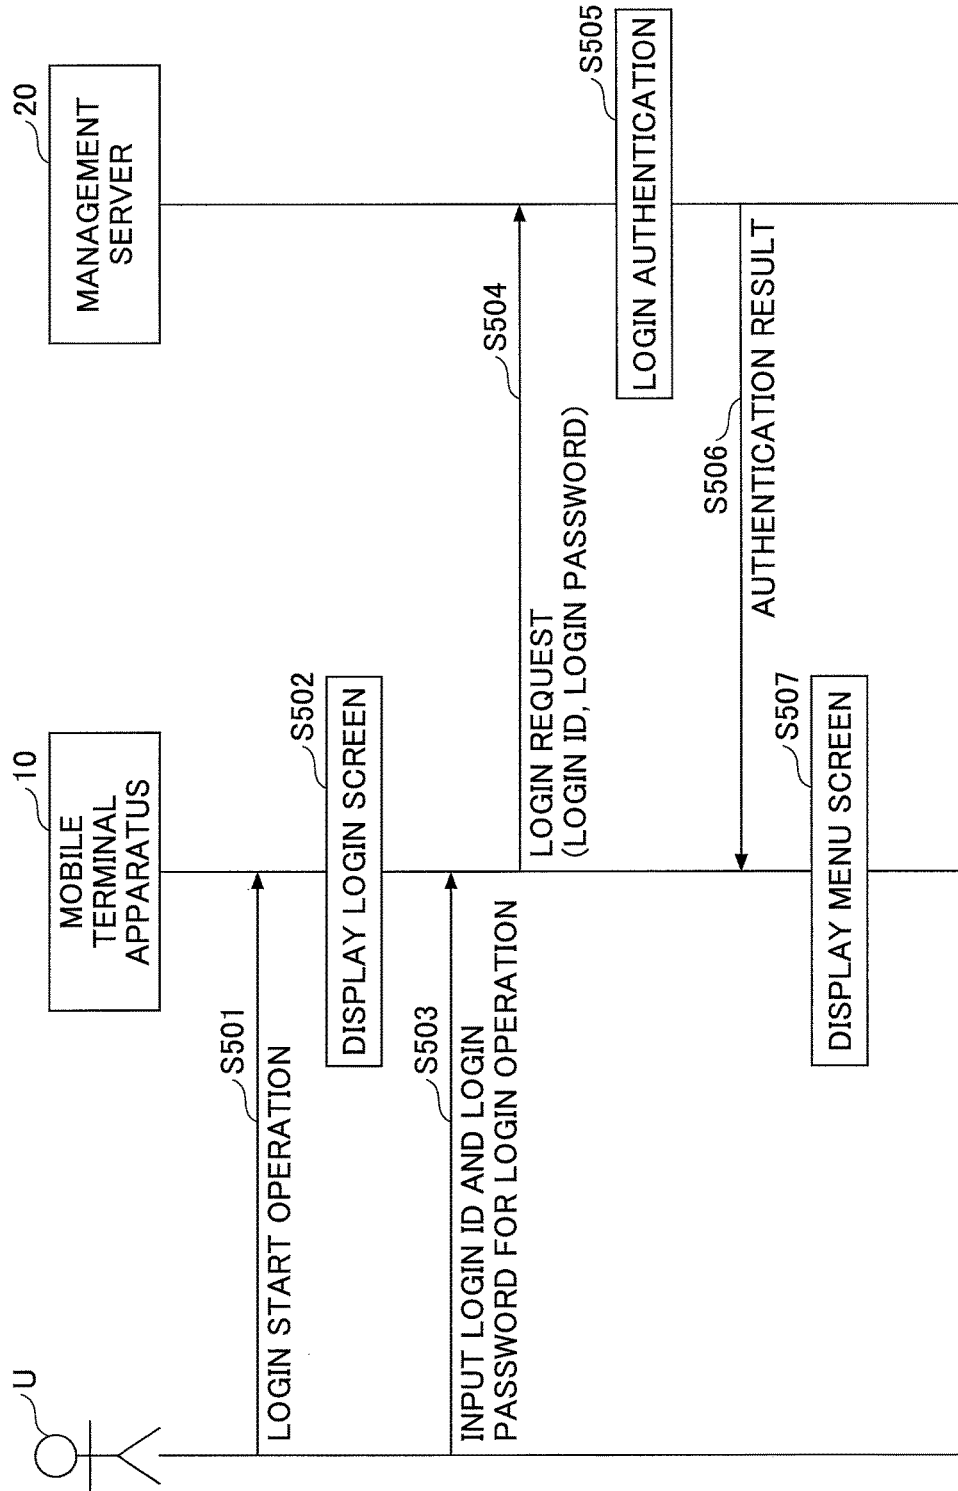 U
10
MOBILE
TERMINAL
APPARATUS
20
MANAGEMENT
SERVER
S501
LOGIN START OPERATION
S502
DISPLAY LOGIN SCREEN
S503
INPUT LOGIN ID AND LOGIN
PASSWORD FOR LOGIN OPERATION
S504
LOGIN REQUEST
(LOGIN ID, LOGIN PASSWORD)
S505
LOGIN AUTHENTICATION
S506
AUTHENTICATION RESULT
S507
DISPLAY MENU SCREEN